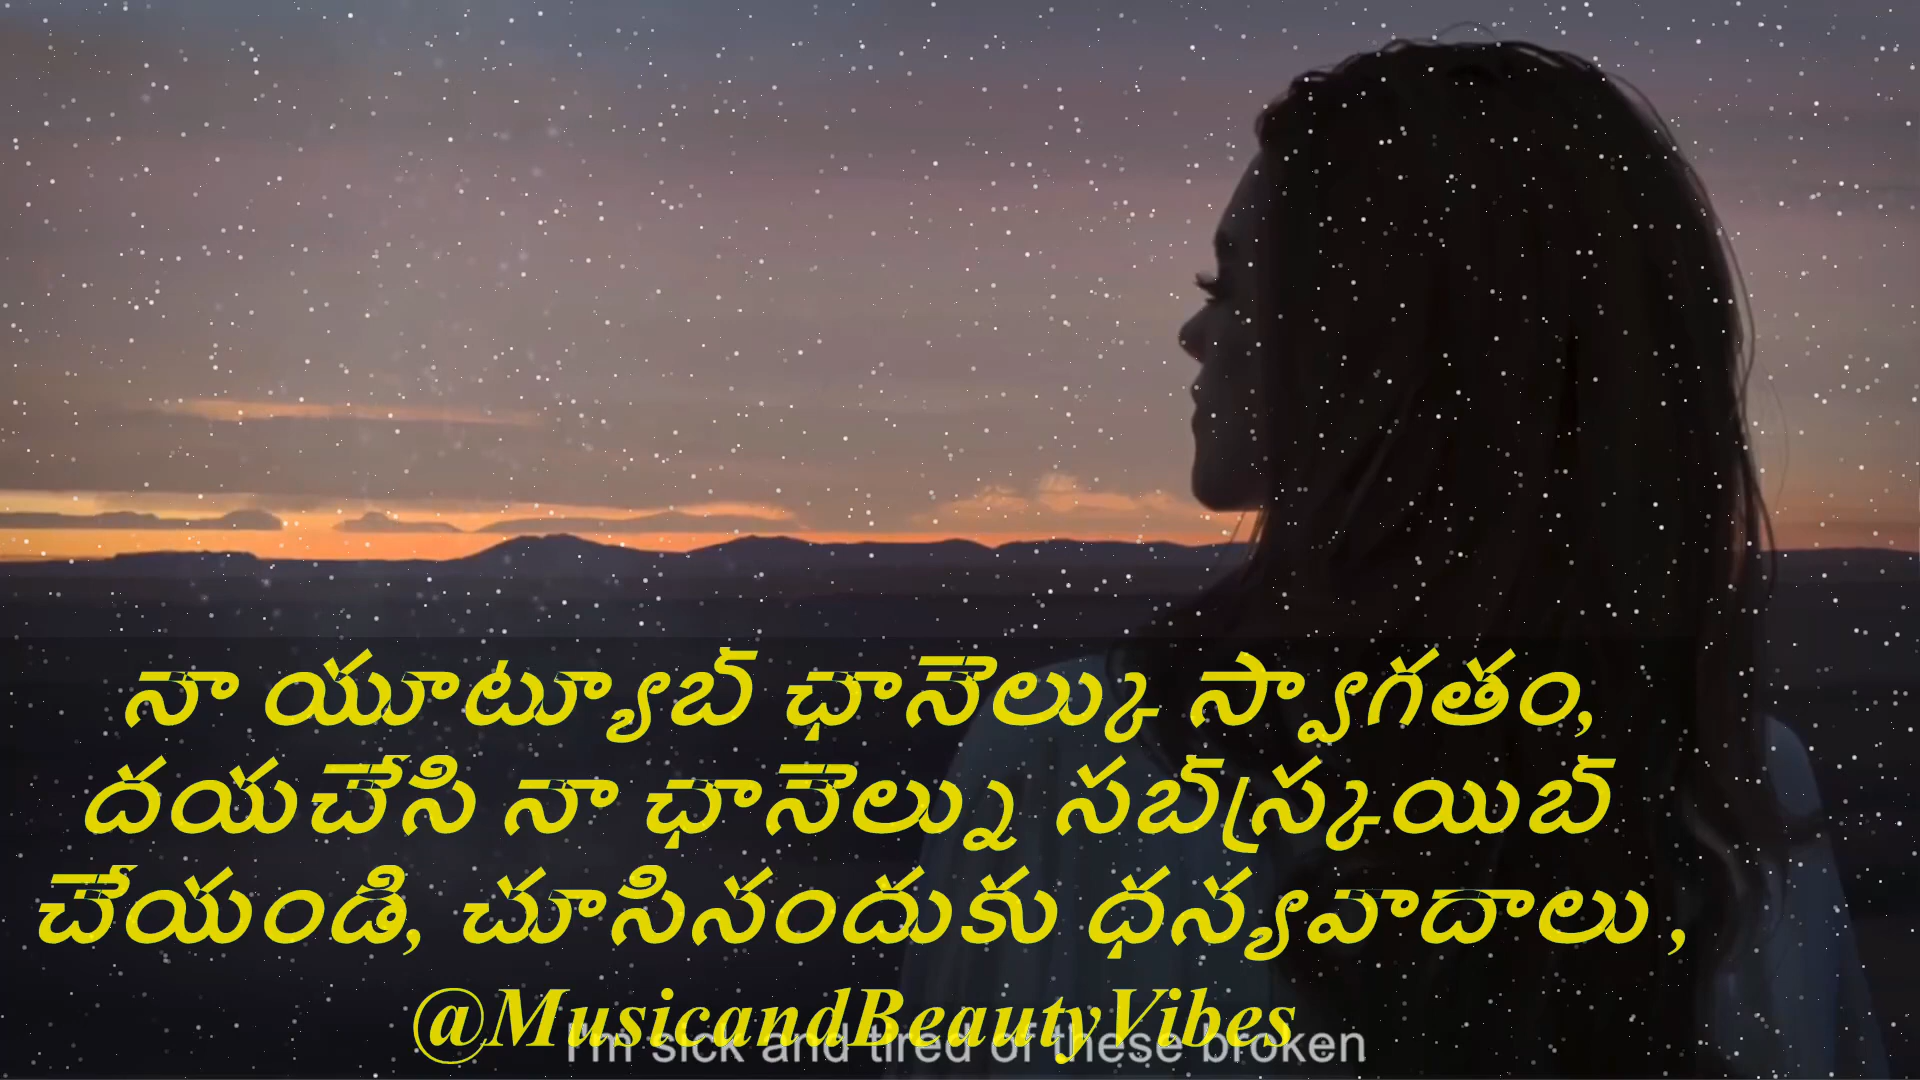 నా యూట్యూబ్ ఛానెల్కు స్వాగతం,
దయచేసి నా ఛానెల్ను సబ్స్క్రయిబ్
చేయండి, చూసినందుకు ధన్యవాదాలు ,
@MusicandBeautyVibes
I'm sick and tired of these broken